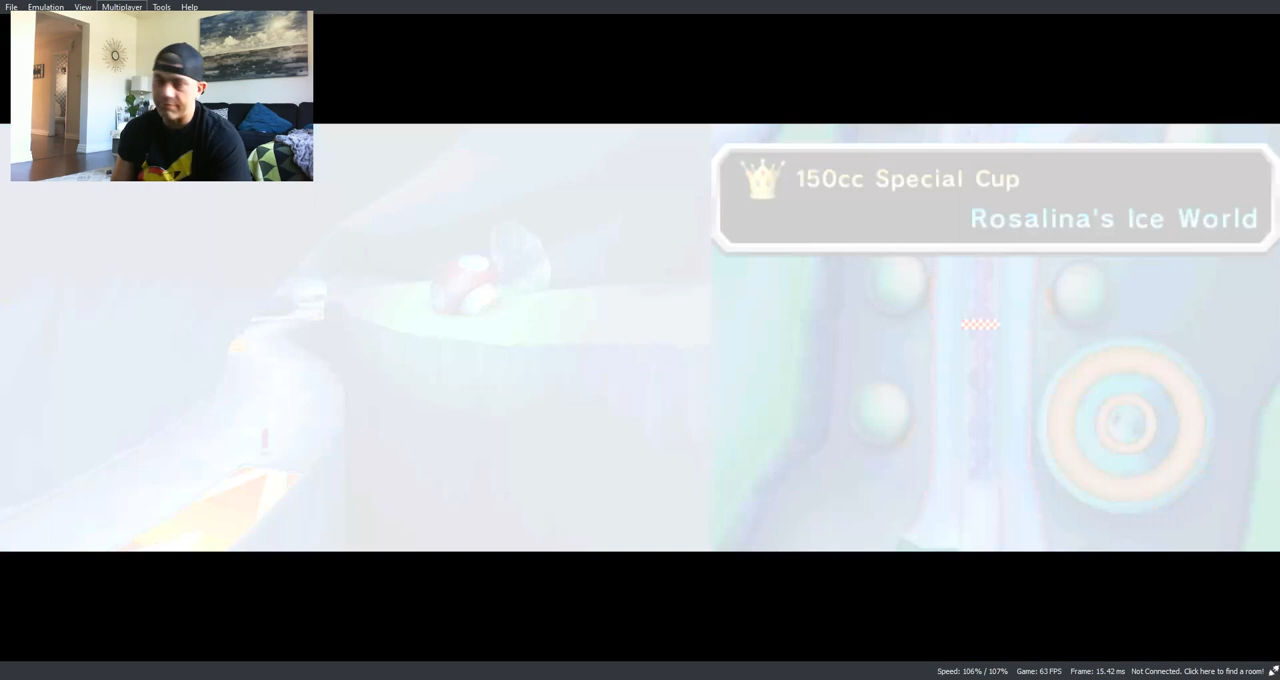 File Emulation View Multiplayer Tools Help
150cc Special Cup
Rosalina's Ice World
Speed: 106% / 107% Game: 63 FPS Frame: 15.42 ms Not Connected. Click here to find a room!